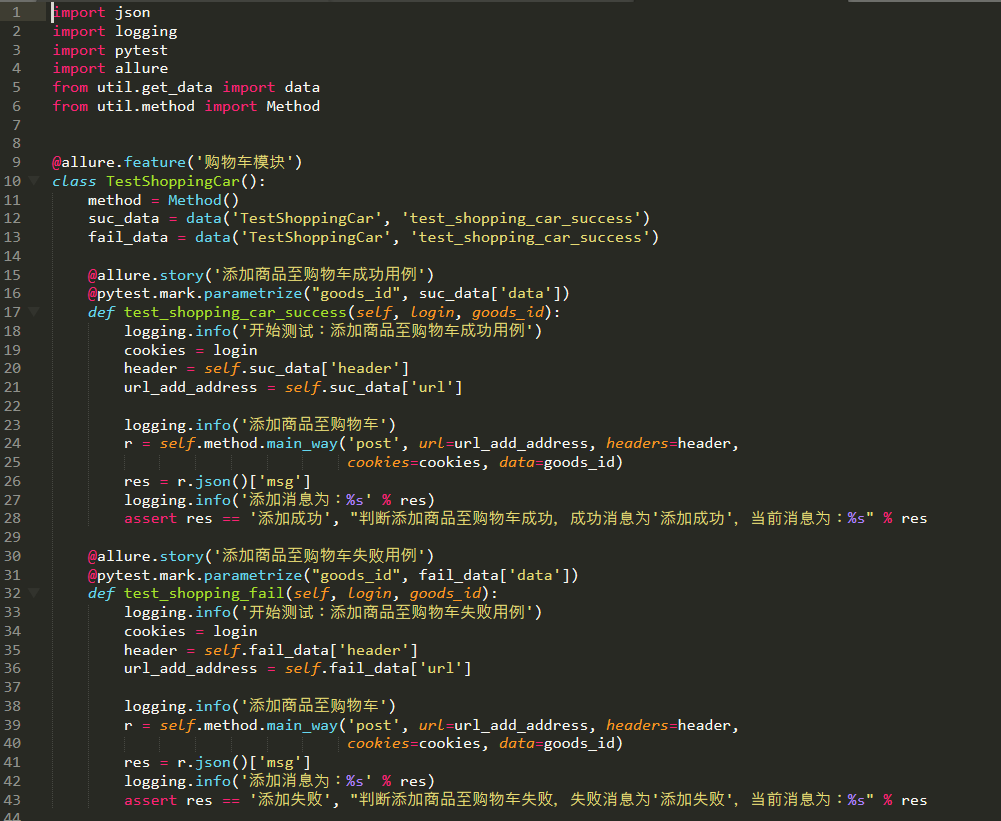 1 import json
2 import logging
3 import pytest
4 import allure
5 from util.get_data import data
6 from util.method import Method
7
8
9 @allure.feature('购物车模块')
10 class TestShoppingCar():
11     method = Method()
12     suc_data = data('TestShoppingCar', 'test_shopping_car_success')
13     fail_data = data('TestShoppingCar', 'test_shopping_car_success')
14
15     @allure.story('添加商品至购物车成功用例')
16     @pytest.mark.parametrize("goods_id", suc_data['data'])
17     def test_shopping_car_success(self, login, goods_id):
18         logging.info('开始测试：添加商品至购物车成功用例')
19         cookies = login
20         header = self.suc_data['header']
21         url_add_address = self.suc_data['url']
22
23         logging.info('添加商品至购物车')
24         r = self.method.main_way('post', url=url_add_address, headers=header,
25                                  cookies=cookies, data=goods_id)
26         res = r.json()['msg']
27         logging.info('添加消息为：%s' % res)
28         assert res == '添加成功', "判断添加商品至购物车成功，成功消息为'添加成功'，当前消息为：%s" % res
29
30     @allure.story('添加商品至购物车失败用例')
31     @pytest.mark.parametrize("goods_id", fail_data['data'])
32     def test_shopping_fail(self, login, goods_id):
33         logging.info('开始测试：添加商品至购物车失败用例')
34         cookies = login
35         header = self.fail_data['header']
36         url_add_address = self.fail_data['url']
37
38         logging.info('添加商品至购物车')
39         r = self.method.main_way('post', url=url_add_address, headers=header,
40                                  cookies=cookies, data=goods_id)
41         res = r.json()['msg']
42         logging.info('添加消息为：%s' % res)
43         assert res == '添加失败', "判断添加商品至购物车失败，失败消息为'添加失败'，当前消息为：%s" % res
44